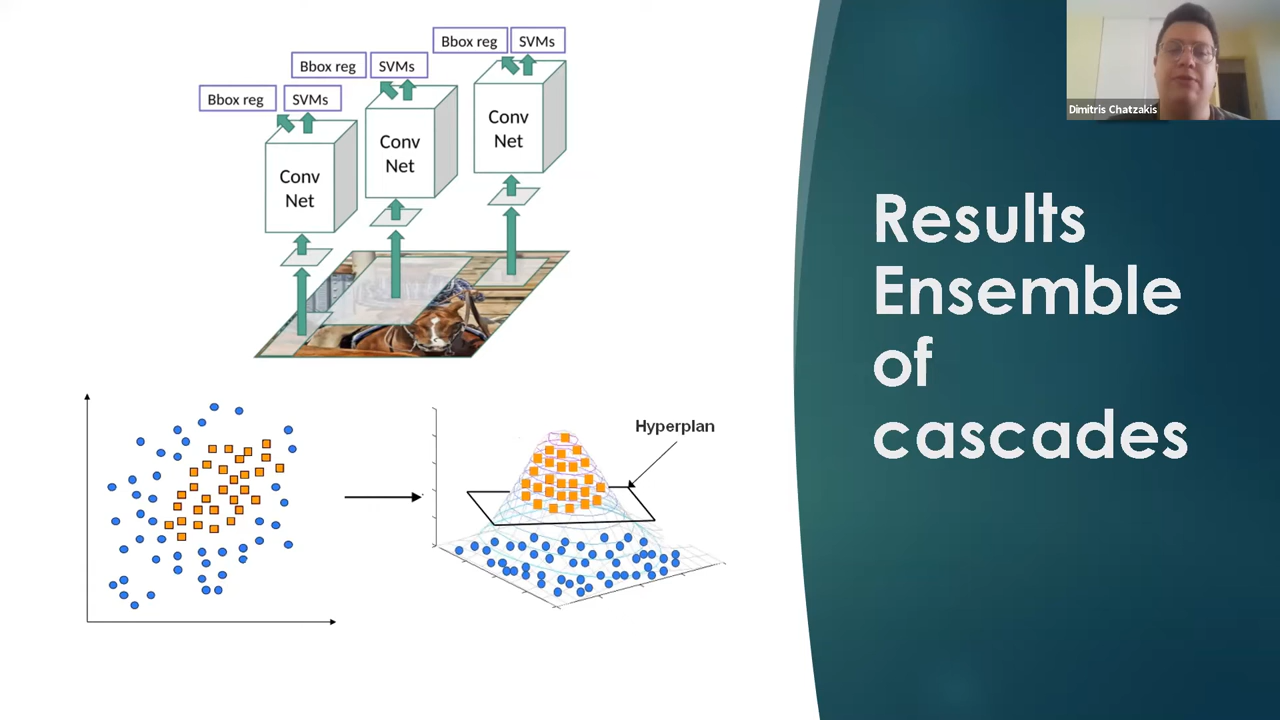 Bbox reg
SVMs
Bbox reg
SVMs
Bbox reg
SVMs
Conv
Net
Conv
Net
Conv
Net
Hyperplan
Results
Ensemble
of
cascades
Dimitris Chatzakis